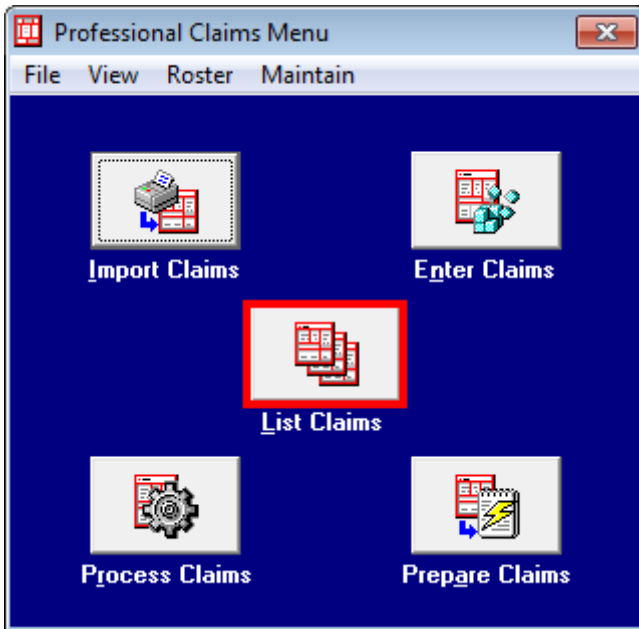 Professional Claims Menu
File View Roster Maintain
Import Claims Enter Claims
List Claims
Process Claims Prepare Claims